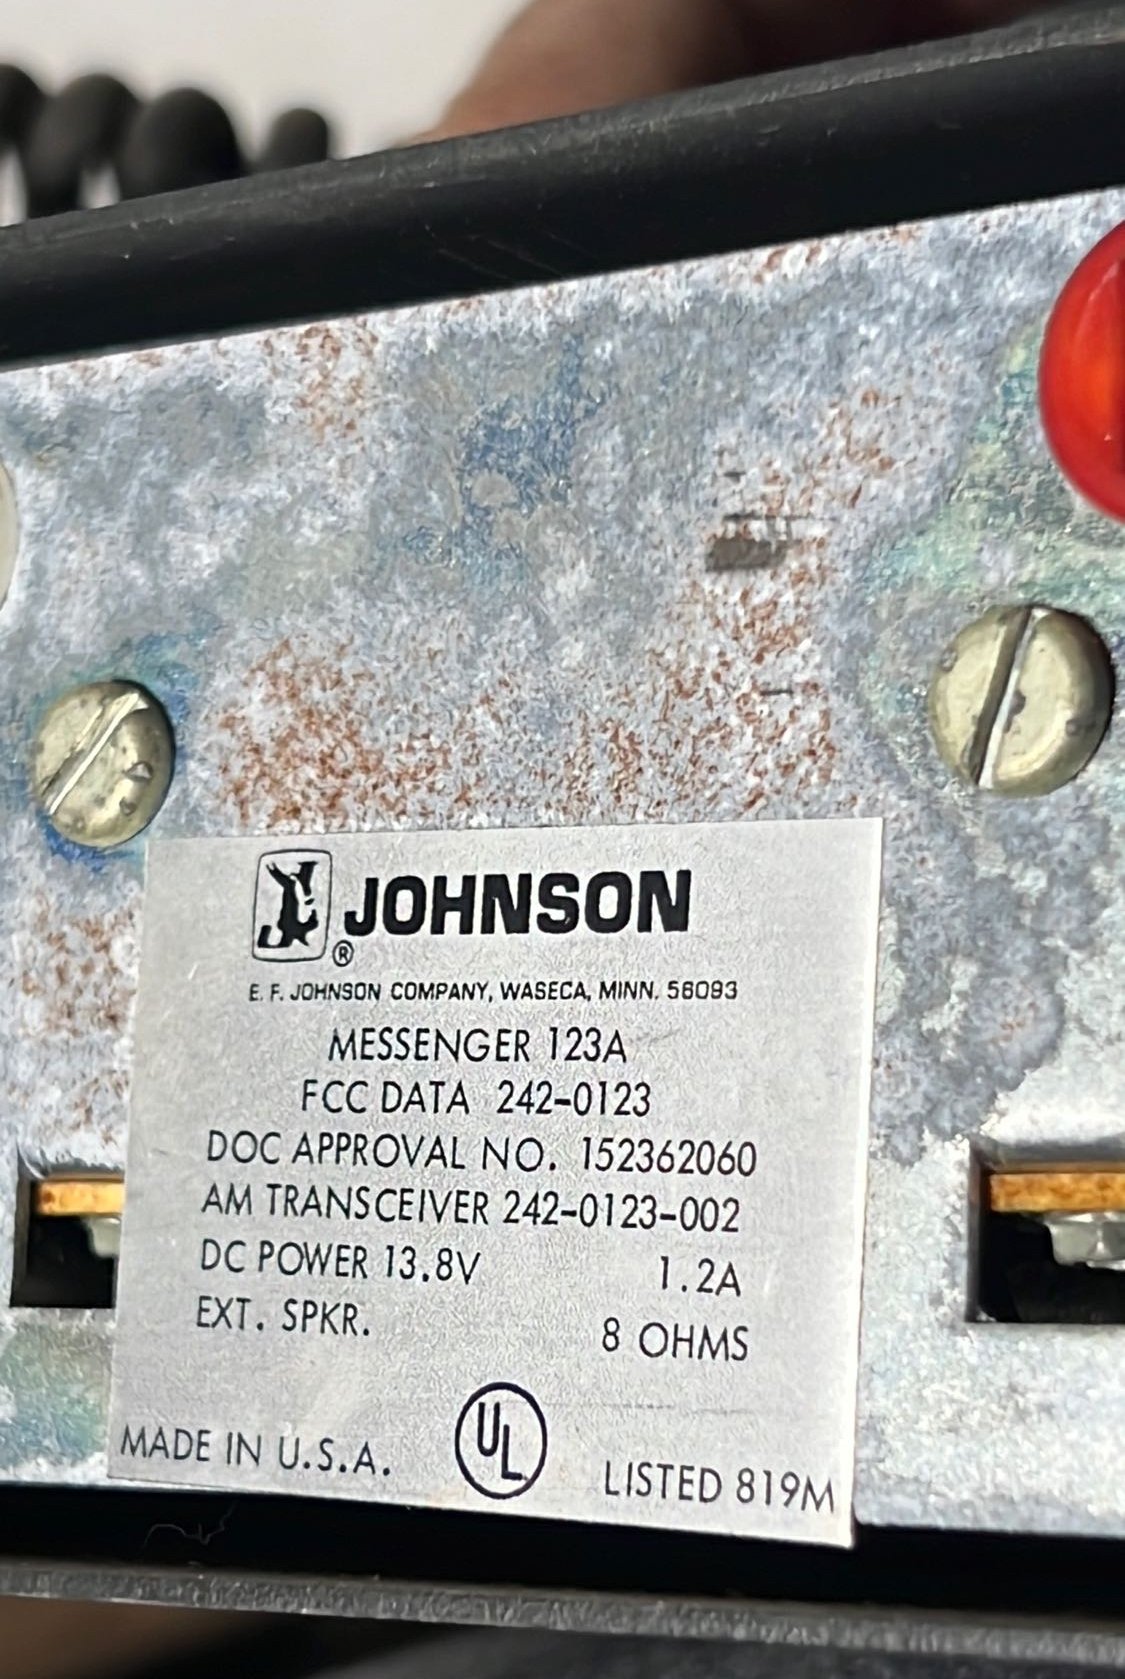 JOHNSON
®
E. F. JOHNSON COMPANY, WASECA, MINN. 56093
MESSENGER 123A
FCC DATA 242-0123
DOC APPROVAL NO. 152362060
AM TRANSCEIVER 242-0123-002
DC POWER 13.8V 1.2A
EXT. SPKR. 8 OHMS
MADE IN U.S.A. UL LISTED 819M